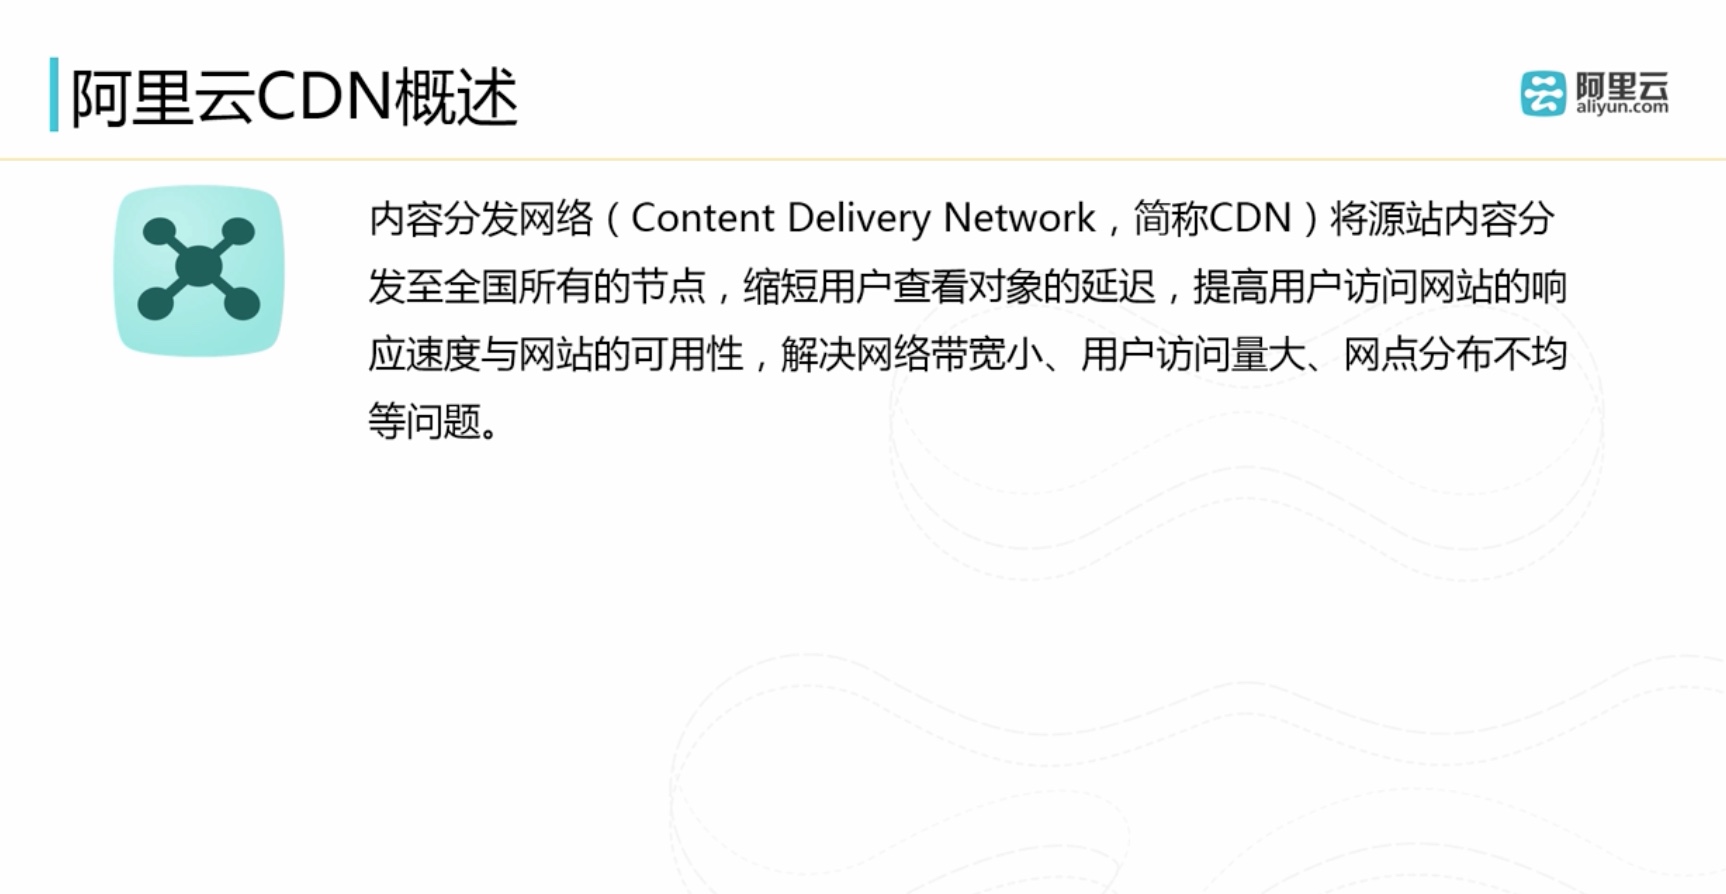 阿里云CDN概述
阿里云
aliyun.com
内容分发网络（Content Delivery Network，简称CDN）将源站内容分
发至全国所有的节点，缩短用户查看对象的延迟，提高用户访问网站的响
应速度与网站的可用性，解决网络带宽小、用户访问量大、网点分布不均
等问题。